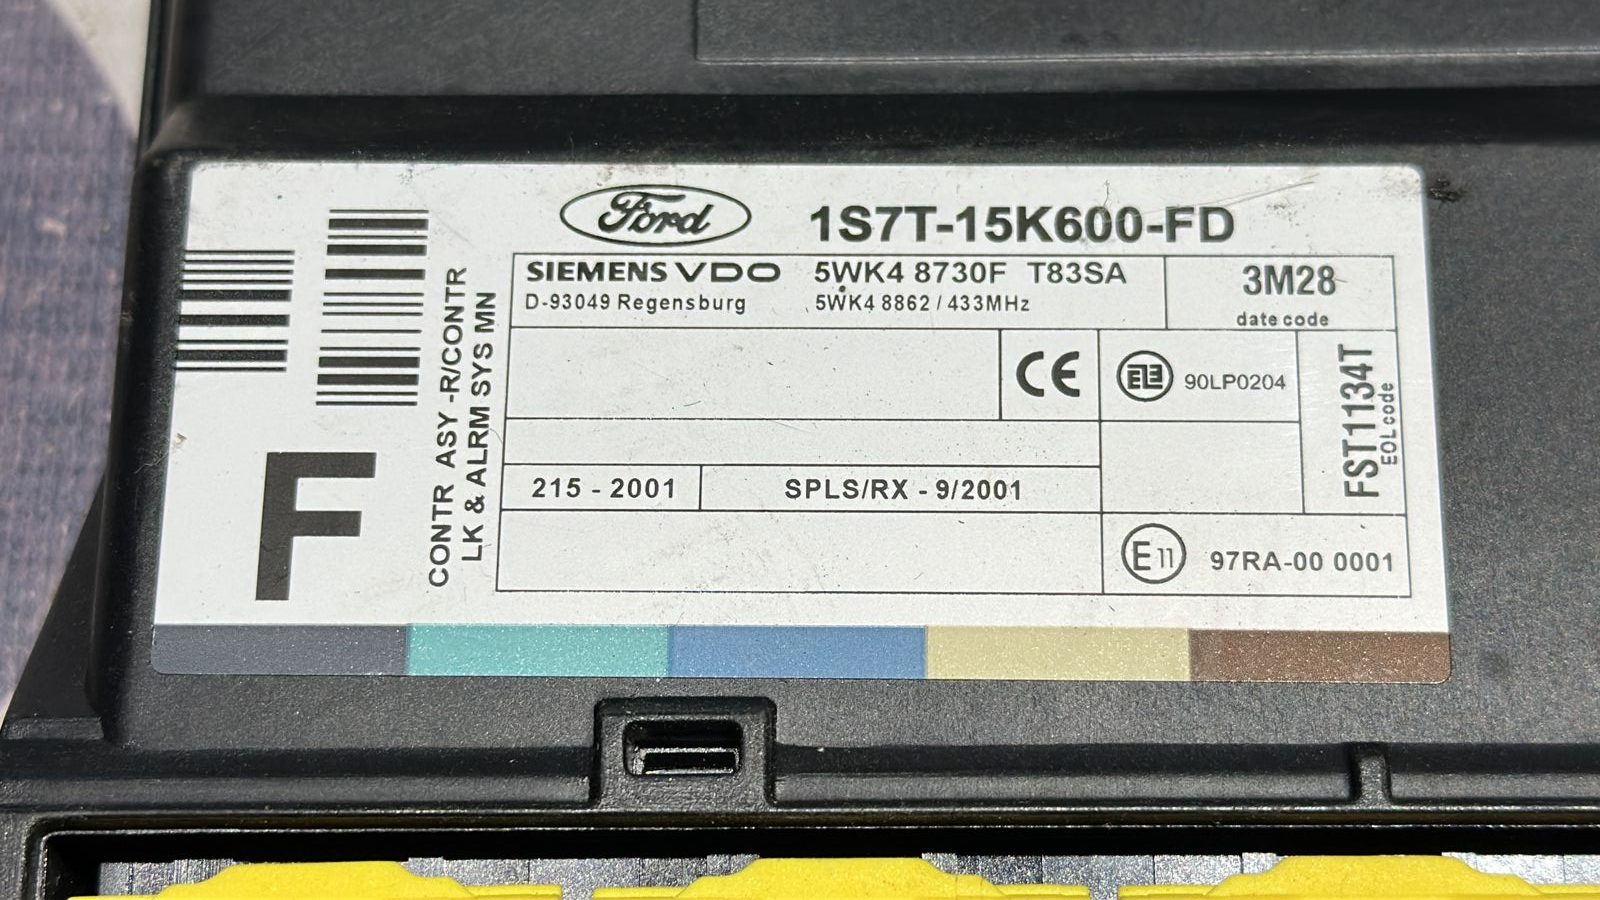 Ford 1S7T-15K600-FD
SIEMENS VDO 5WK4 8730F T83SA
D-93049 Regensburg 5WK4 8862 / 433MHz
3M28
date code
CE
90LP0204
FST1134T
EOL code
215 - 2001 SPLS/RX - 9/2001
E11 97RA-00 0001
CONTR ASY -R/CONTR
LK & ALRM SYS MN
F